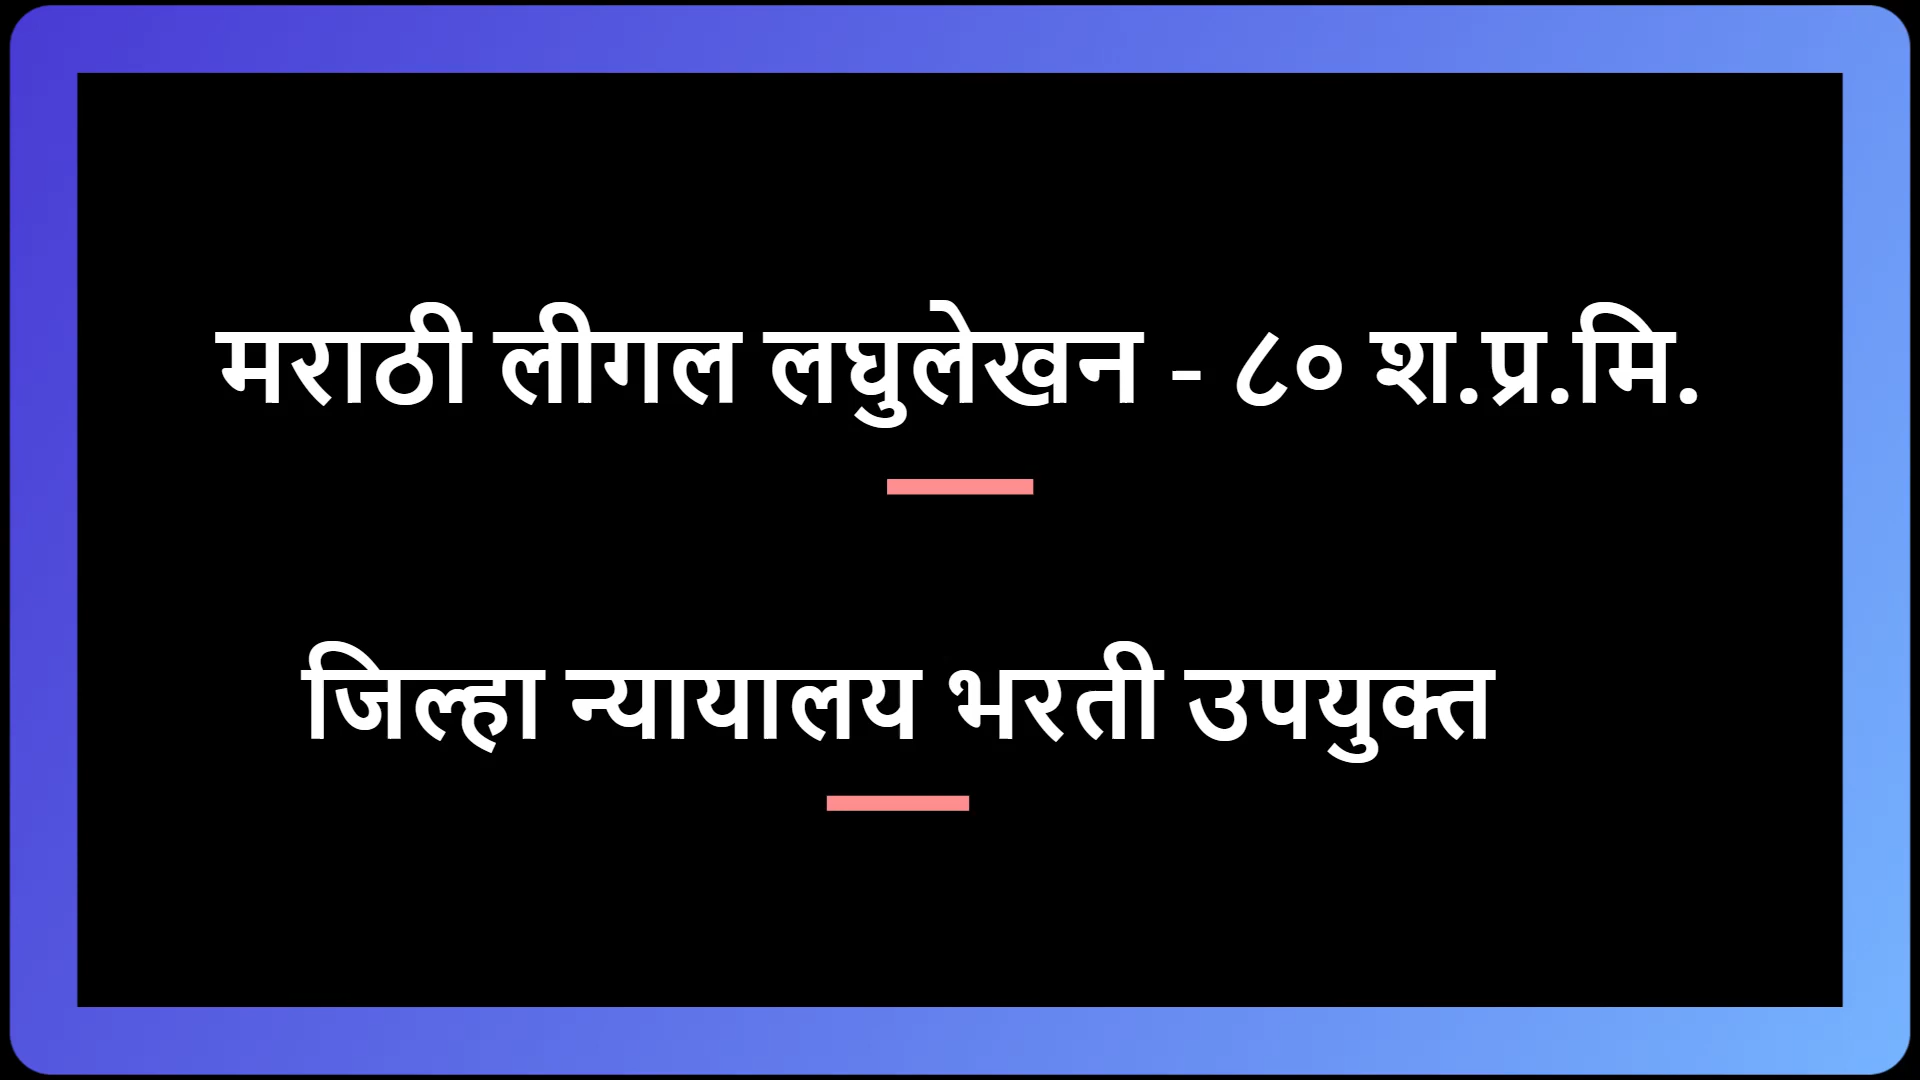 मराठी लीगल लघुलेखन - ८० श.प्र.मि.
जिल्हा न्यायालय भरती उपयुक्त